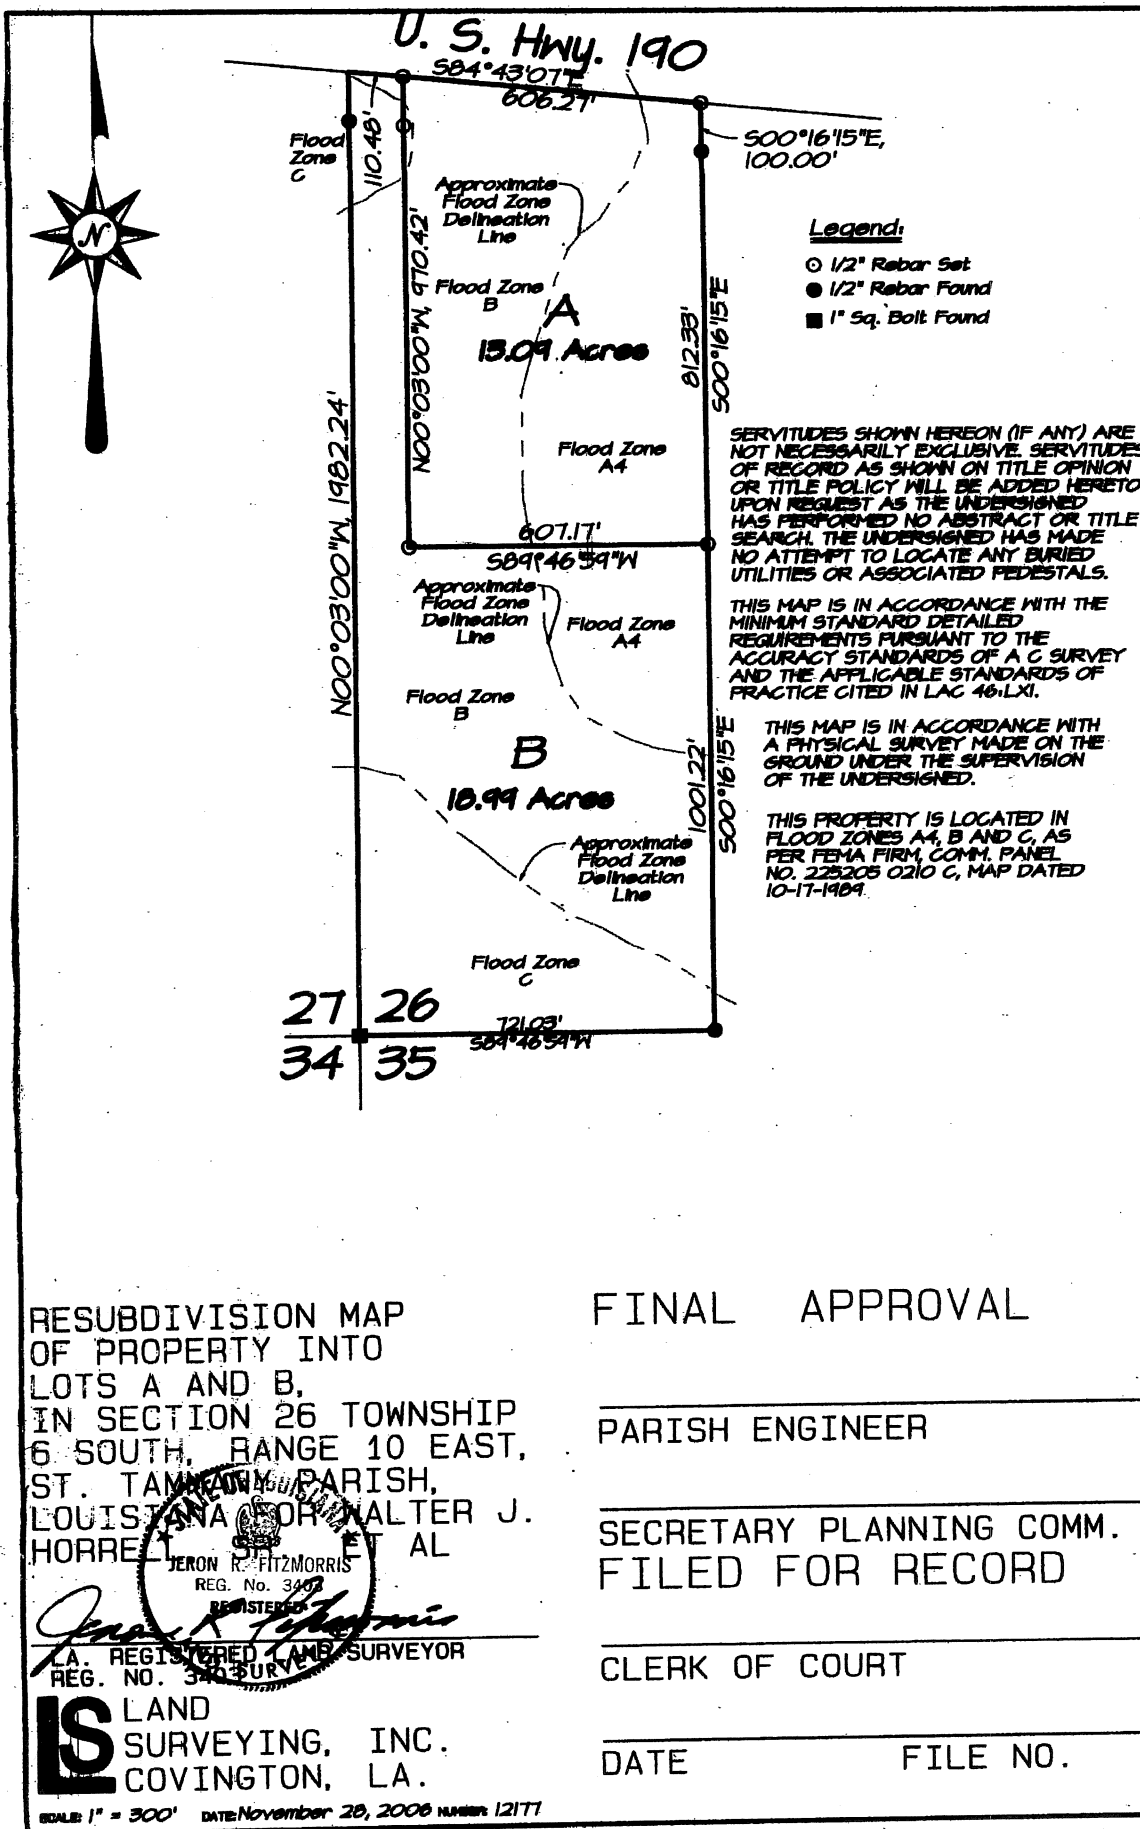 U. S. Hwy. 190
S84°43'07"E
606.27'
S00°16'15"E,
100.00'
Flood
Zone
C
110.48'
Approximate
Flood Zone
Delineation
Line
N
Legend:
1/2" Rebar Set
1/2" Rebar Found
1" Sq. Bolt Found
N00°03'00"W, 970.42'
Flood Zone
B
A
13.09 Acres
812.33'
S00°16'15"E
N00°03'00"W, 1982.24'
Flood Zone
A4
SERVITUDES SHOWN HEREON (IF ANY) ARE
NOT NECESSARILY EXCLUSIVE. SERVITUDES
OF RECORD AS SHOWN ON TITLE OPINION
OR TITLE POLICY WILL BE ADDED HERETO
UPON REQUEST AS THE UNDERSIGNED
HAS PERFORMED NO ABSTRACT OR TITLE
SEARCH. THE UNDERSIGNED HAS MADE
NO ATTEMPT TO LOCATE ANY BURIED
UTILITIES OR ASSOCIATED PEDESTALS.
607.17'
S89°46'59"W
Approximate
Flood Zone
Delineation
Line
Flood Zone
A4
THIS MAP IS IN ACCORDANCE WITH THE
MINIMUM STANDARD DETAILED
REQUIREMENTS PURSUANT TO THE
ACCURACY STANDARDS OF A C SURVEY
AND THE APPLICABLE STANDARDS OF
PRACTICE CITED IN LAC 46:LXI.
Flood Zone
B
B
18.99 Acres
1001.22'
S00°16'15"E
THIS MAP IS IN ACCORDANCE WITH
A PHYSICAL SURVEY MADE ON THE
GROUND UNDER THE SUPERVISION
OF THE UNDERSIGNED.
THIS PROPERTY IS LOCATED IN
FLOOD ZONES A4, B AND C, AS
PER FEMA FIRM, COMM. PANEL
NO. 225205 0210 C, MAP DATED
10-17-1989
Approximate
Flood Zone
Delineation
Line
Flood Zone
C
27 26
721.03'
S89°46'59"W
34 35
RESUBDIVISION MAP
OF PROPERTY INTO
LOTS A AND B,
IN SECTION 26 TOWNSHIP
6 SOUTH, RANGE 10 EAST,
ST. TAMMANY PARISH,
LOUISIANA FOR WALTER J.
HORRELL SR ET AL
STATE OF LOUISIANA
JERON R. FITZMORRIS
REG. No. 3403
REGISTERED
LAND SURVEYOR
LA. REGISTERED LAND SURVEYOR
REG. NO. 3403
LS LAND
SURVEYING, INC.
COVINGTON, LA.
SCALE: 1" = 300' DATE: November 28, 2006 NUMBER: 12177
FINAL APPROVAL
PARISH ENGINEER
SECRETARY PLANNING COMM.
FILED FOR RECORD
CLERK OF COURT
DATE FILE NO.